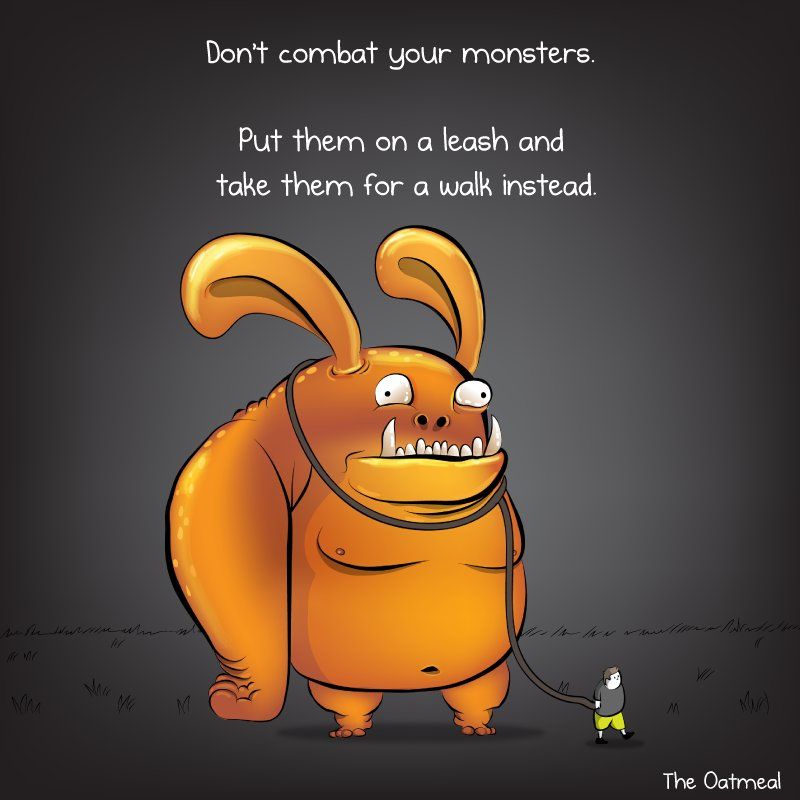 Don't combat your monsters.
Put them on a leash and
take them for a walk instead.
The Oatmeal